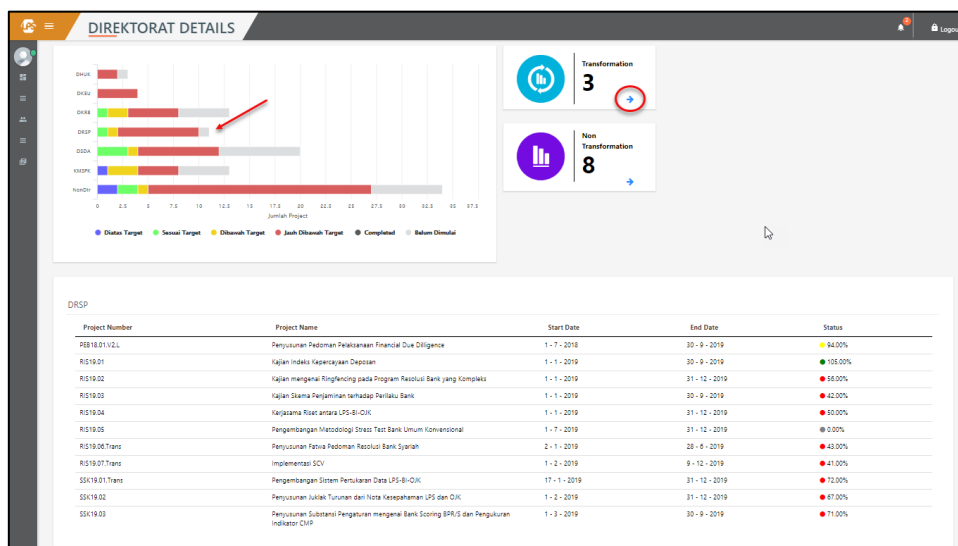 LPS
DIREKTORAT DETAILS
2
Logou
DHUK
DKEU
DKRB
DRSP
DSDA
KMSPK
NonDir
0 2.5 5 7.5 10 12.5 15 17.5 20 22.5 25 27.5 30 32.5 35 37.5
Jumlah Project
Diatas Target Sesuai Target Dibawah Target Jauh Dibawah Target Completed Belum Dimulai
Transformation
3
Non
Transformation
8
DRSP
Project Number Project Name Start Date End Date Status
PEB18.01.V2.L Penyusunan Pedoman Pelaksanaan Financial Due Dilligence 1 - 7 - 2018 30 - 9 - 2019 94.00%
RIS19.01 Kajian Indeks Kepercayaan Deposan 1 - 1 - 2019 30 - 9 - 2019 105.00%
RIS19.02 Kajian mengenai Ringfencing pada Program Resolusi Bank yang Kompleks 1 - 1 - 2019 31 - 12 - 2019 56.00%
RIS19.03 Kajian Skema Penjaminan terhadap Perilaku Bank 1 - 1 - 2019 30 - 9 - 2019 42.00%
RIS19.04 Kerjasama Riset antara LPS-BI-OJK 1 - 1 - 2019 31 - 12 - 2019 50.00%
RIS19.05 Pengembangan Metodologi Stress Test Bank Umum Konvensional 1 - 7 - 2019 31 - 12 - 2019 0.00%
RIS19.06.Trans Penyusunan Fatwa Pedoman Resolusi Bank Syariah 2 - 1 - 2019 28 - 6 - 2019 43.00%
RIS19.07.Trans Implementasi SCV 1 - 2 - 2019 9 - 12 - 2019 41.00%
SSK19.01.Trans Pengembangan Sistem Pertukaran Data LPS-BI-OJK 17 - 1 - 2019 31 - 12 - 2019 72.00%
SSK19.02 Penyusunan Juklak Turunan dari Nota Kesepahaman LPS dan OJK 1 - 2 - 2019 31 - 12 - 2019 67.00%
SSK19.03 Penyusunan Substansi Pengaturan mengenai Bank Scoring BPR/S dan Pengukuran 1 - 3 - 2019 30 - 9 - 2019 71.00%
Indikator CMP